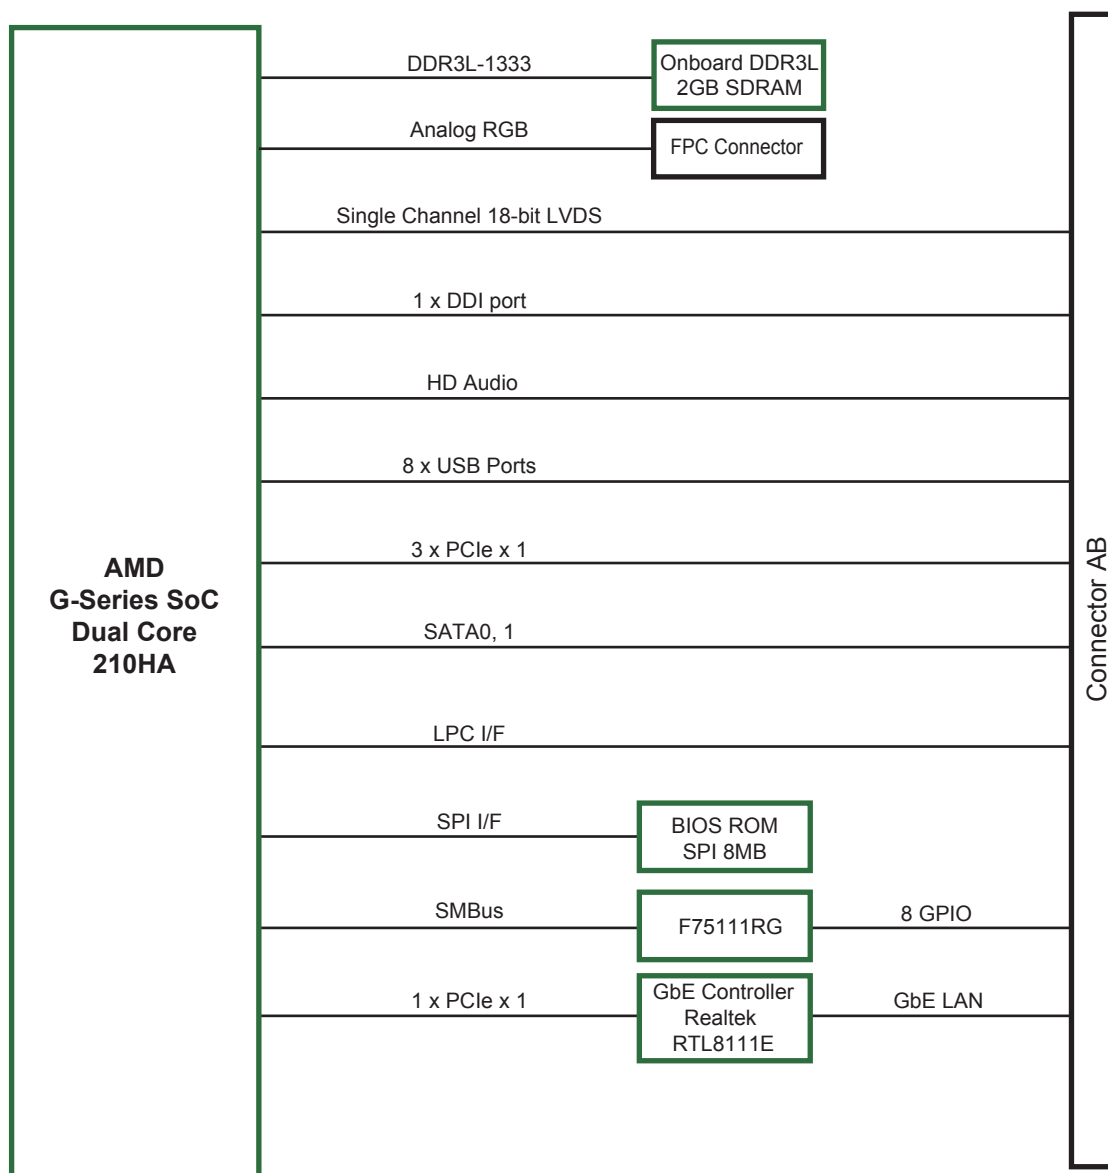 DDR3L-1333
Onboard DDR3L
2GB SDRAM
Analog RGB
FPC Connector
Single Channel 18-bit LVDS
1 x DDI port
HD Audio
8 x USB Ports
3 x PCIe x 1
AMD
G-Series SoC
Dual Core
210HA
Connector AB
SATA0, 1
LPC I/F
SPI I/F
BIOS ROM
SPI 8MB
SMBus
F75111RG
8 GPIO
1 x PCIe x 1
GbE Controller
Realtek
RTL8111E
GbE LAN